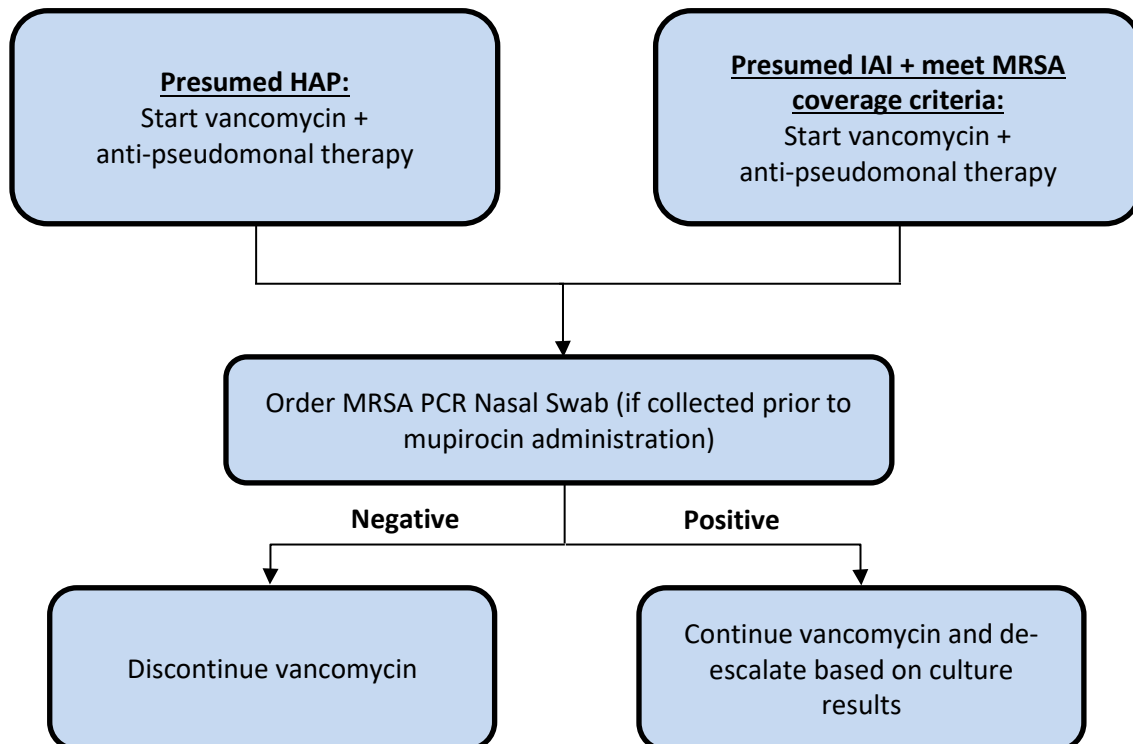 Presumed HAP:
Start vancomycin +
anti-pseudomonal therapy
Presumed IAI + meet MRSA
coverage criteria:
Start vancomycin +
anti-pseudomonal therapy
Order MRSA PCR Nasal Swab (if collected prior to
mupirocin administration)
Negative
Positive
Discontinue vancomycin
Continue vancomycin and de-
escalate based on culture
results